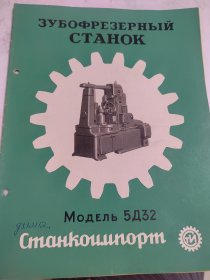 ЗУБОФРЕЗЕРНЫЙ
СТАНОК
Модель 5Д32
Станкоимпорт